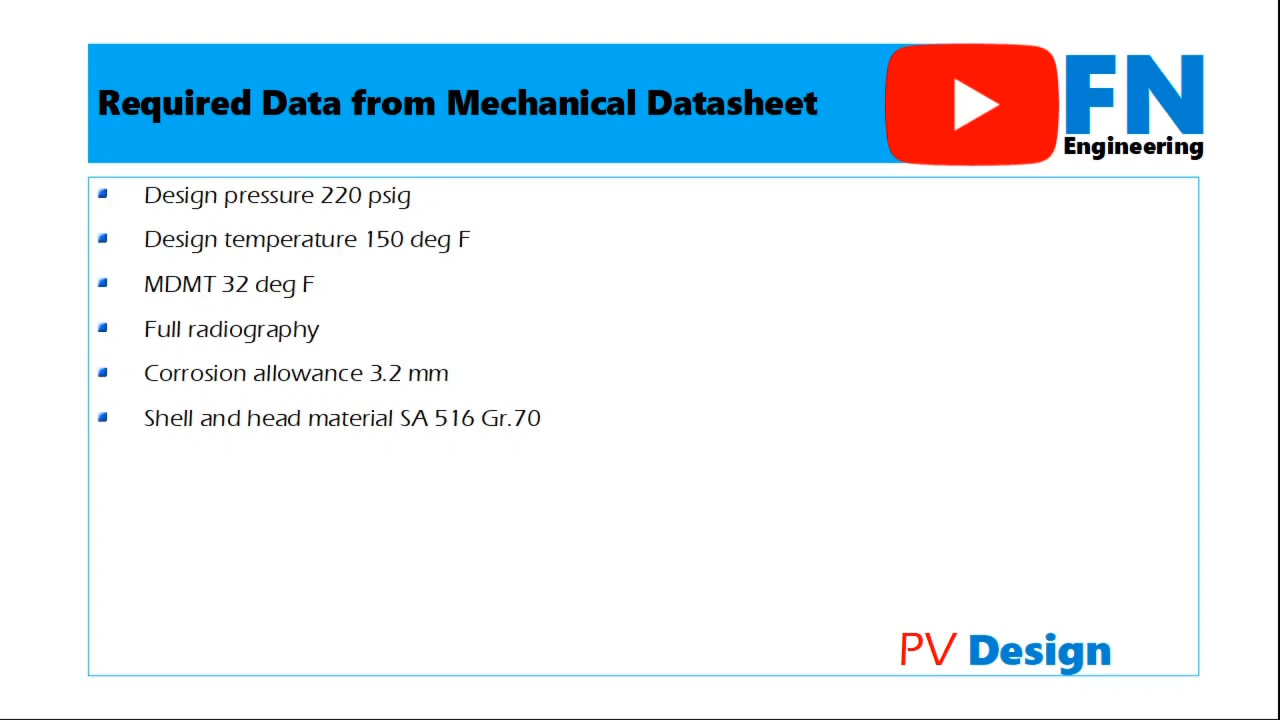 Required Data from Mechanical Datasheet
FN
Engineering
Design pressure 220 psig
Design temperature 150 deg F
MDMT 32 deg F
Full radiography
Corrosion allowance 3.2 mm
Shell and head material SA 516 Gr.70
PV Design